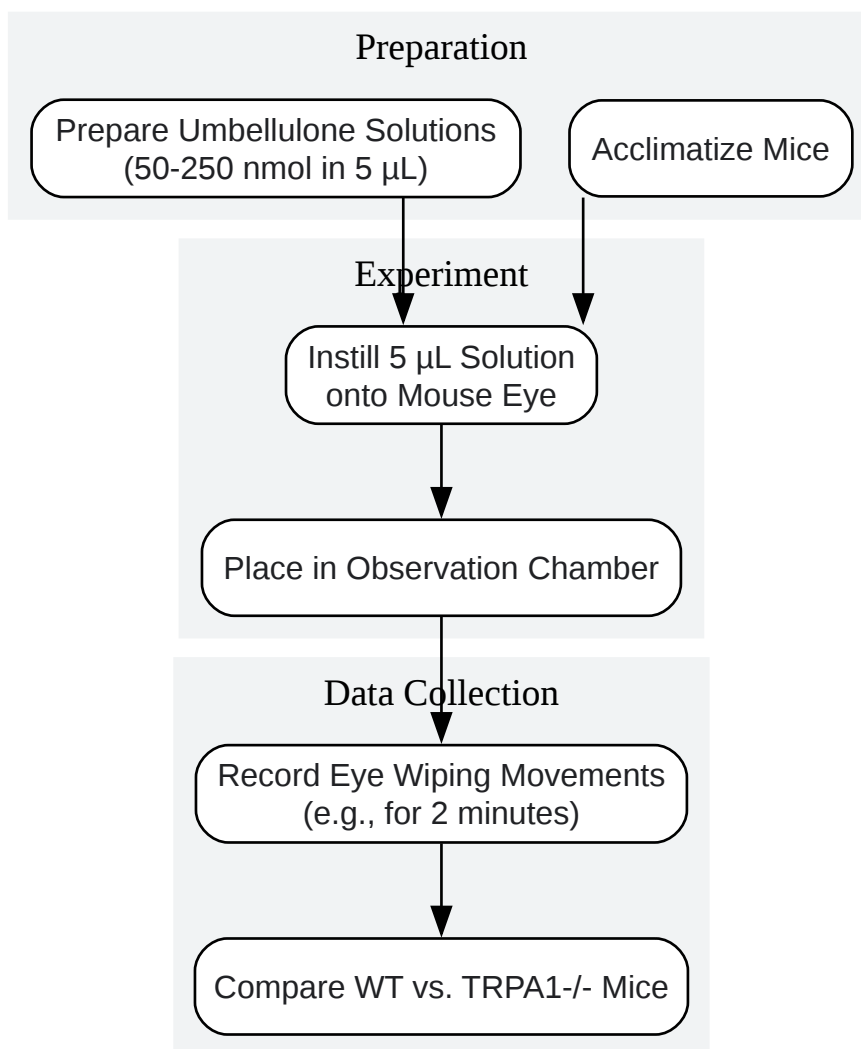 Preparation
Prepare Umbellulone Solutions
(50-250 nmol in 5 µL)
Acclimatize Mice
Experiment
Instill 5 µL Solution
onto Mouse Eye
Place in Observation Chamber
Data Collection
Record Eye Wiping Movements
(e.g., for 2 minutes)
Compare WT vs. TRPA1-/- Mice